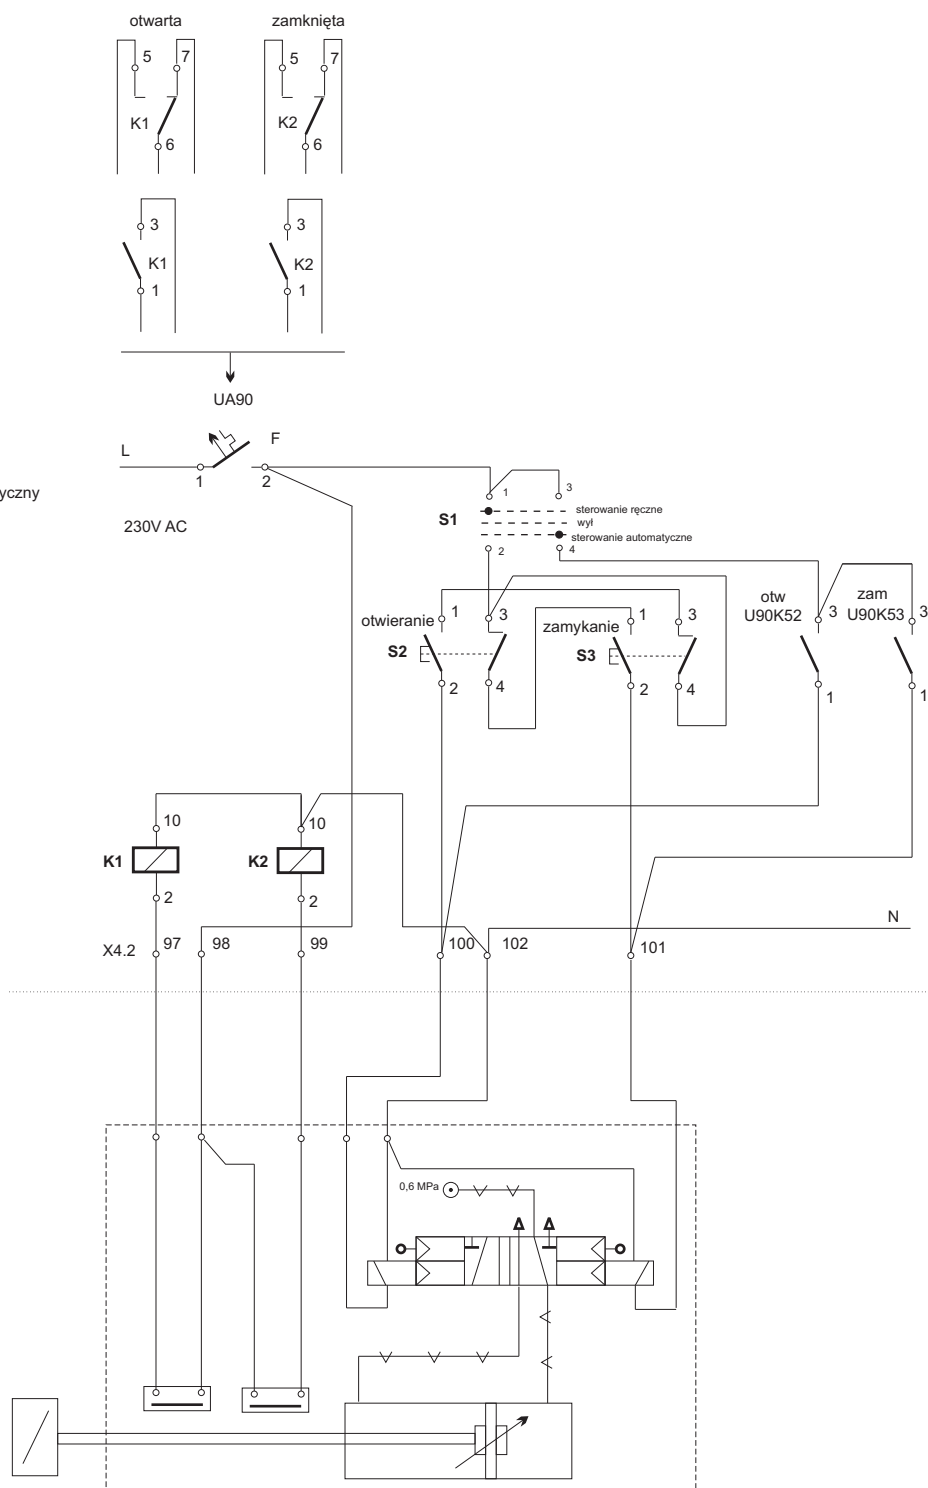 otwarta zamknięta
5 7 5 7
K1 K2
6 6
3 3
K1 K2
1 1
UA90
L F
1 2
yczny
230V AC
1 3
S1 sterowanie ręczne
wył
sterowanie automatyczne
2 4
otwieranie 1 3
S2
2 4
zamykanie 1 3
S3
2 4
otw
U90K52 3
1
zam
U90K53 3
1
10 10
K1 K2
2 2
N
X4.2 97 98 99 100 102 101
0,6 MPa